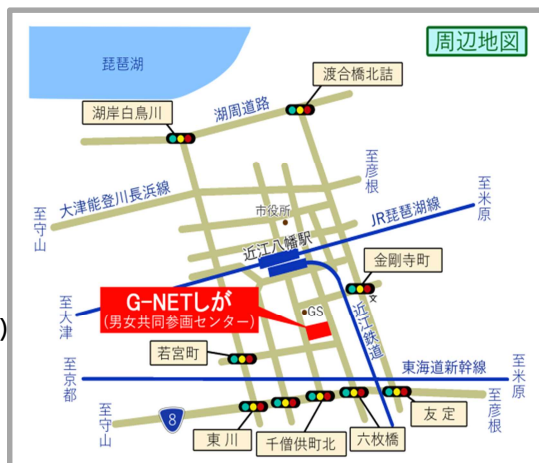 周辺地図
琵琶湖
渡合橋北詰
湖岸白鳥川
湖周道路
至彦根
至米原
大津能登川長浜線
至守山
市役所
JR琵琶湖線
近江八幡駅
金剛寺町
文
G-NETしが
(男女共同参画センター)
GS
近江鉄道
至大津
)
若宮町
東海道新幹線
至米原
至京都
至彦根
8
至守山
東川
千僧供町北
六枚橋
友定